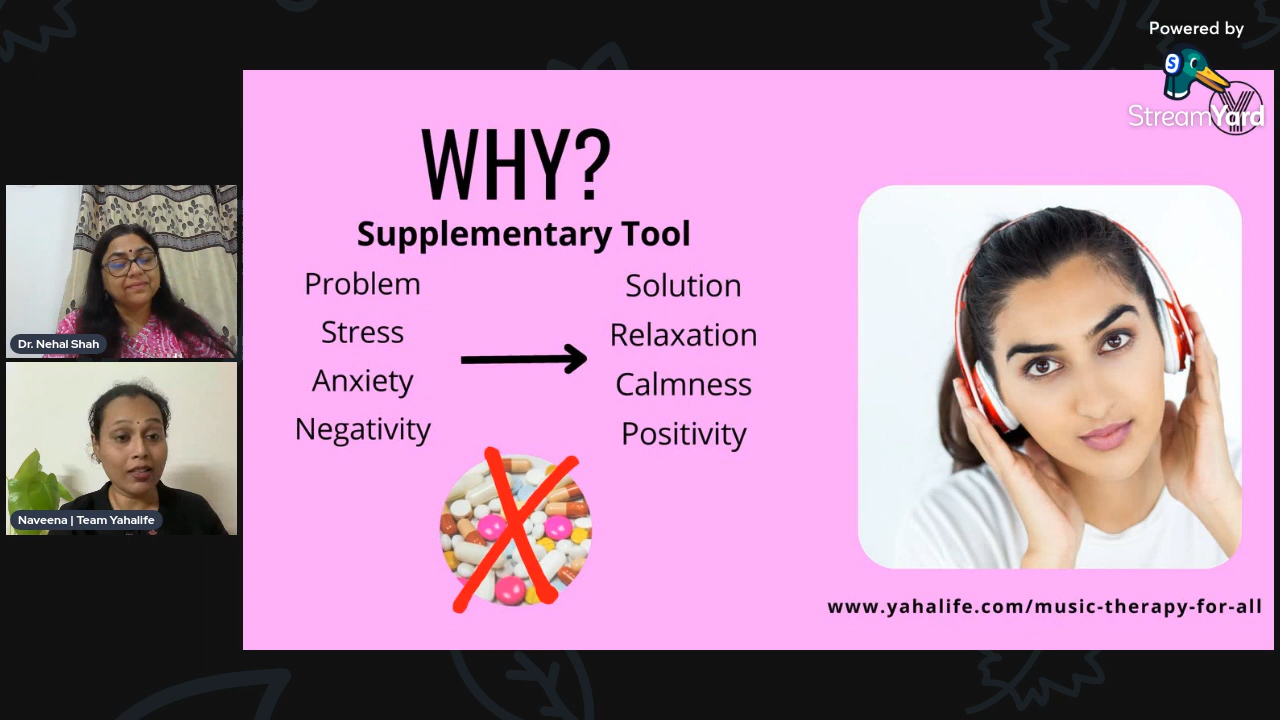 Powered by
StreamYard
WHY?
Supplementary Tool
Problem
Stress
Anxiety
Negativity
Solution
Relaxation
Calmness
Positivity
www.yahalife.com/music-therapy-for-all
Dr. Nehal Shah
Naveena | Team Yahalife